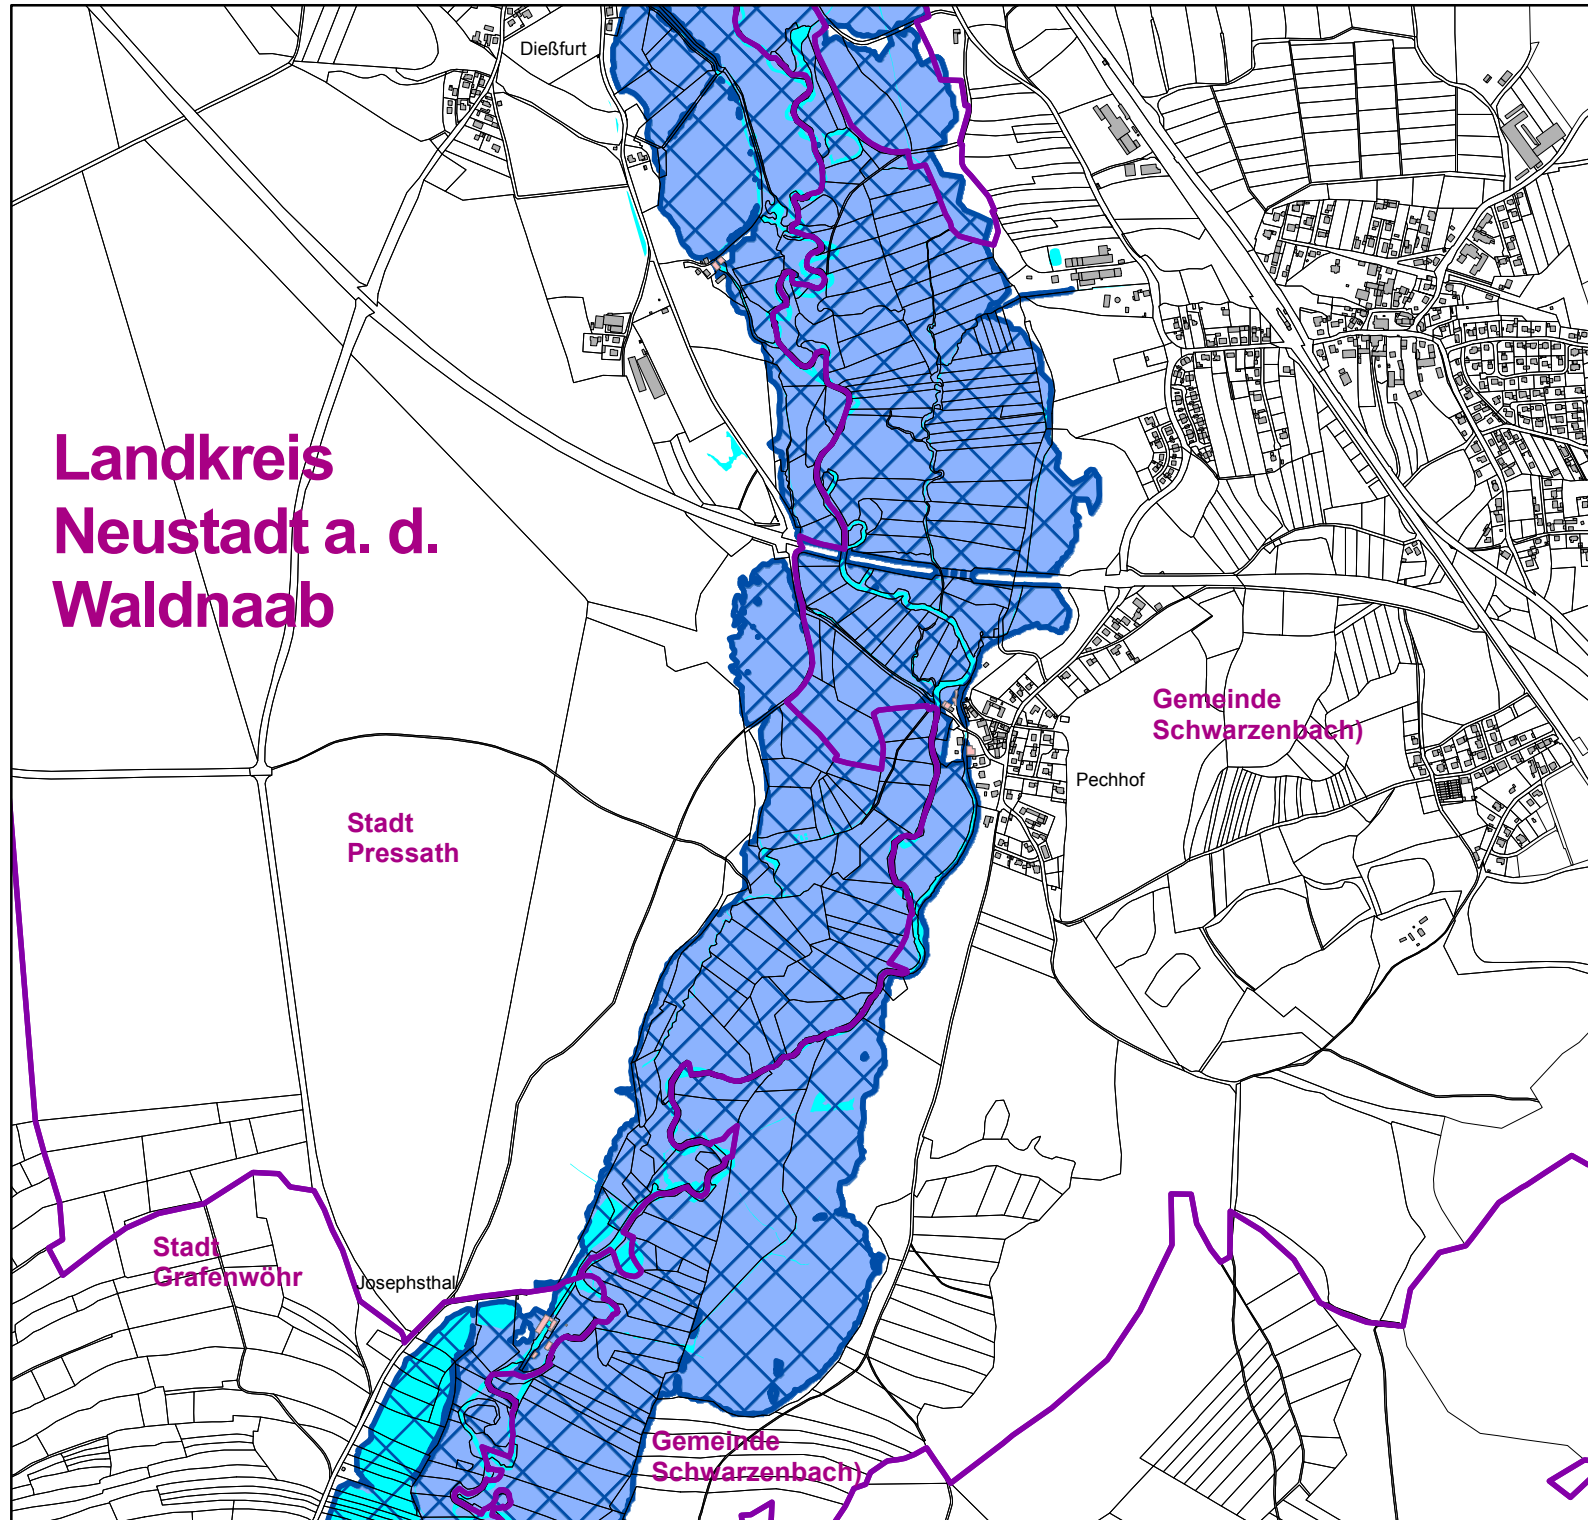 Dießfurt
Landkreis
Neustadt a. d.
Waldnaab
Gemeinde
Schwarzenbach)
Pechhof
Stadt
Pressath
Stadt
Grafenwöhr
Josephsthal
Gemeinde
Schwarzenbach)